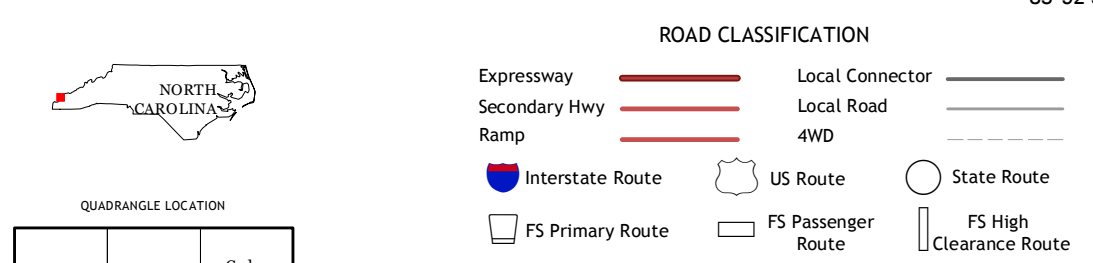 ROAD CLASSIFICATION
Expressway
Local Connector
Secondary Hwy
Local Road
Ramp
4WD
Interstate Route
US Route
State Route
FS Primary Route
FS Passenger
Route
FS High
Clearance Route
NORTH
CAROLINA
QUADRANGLE LOCATION